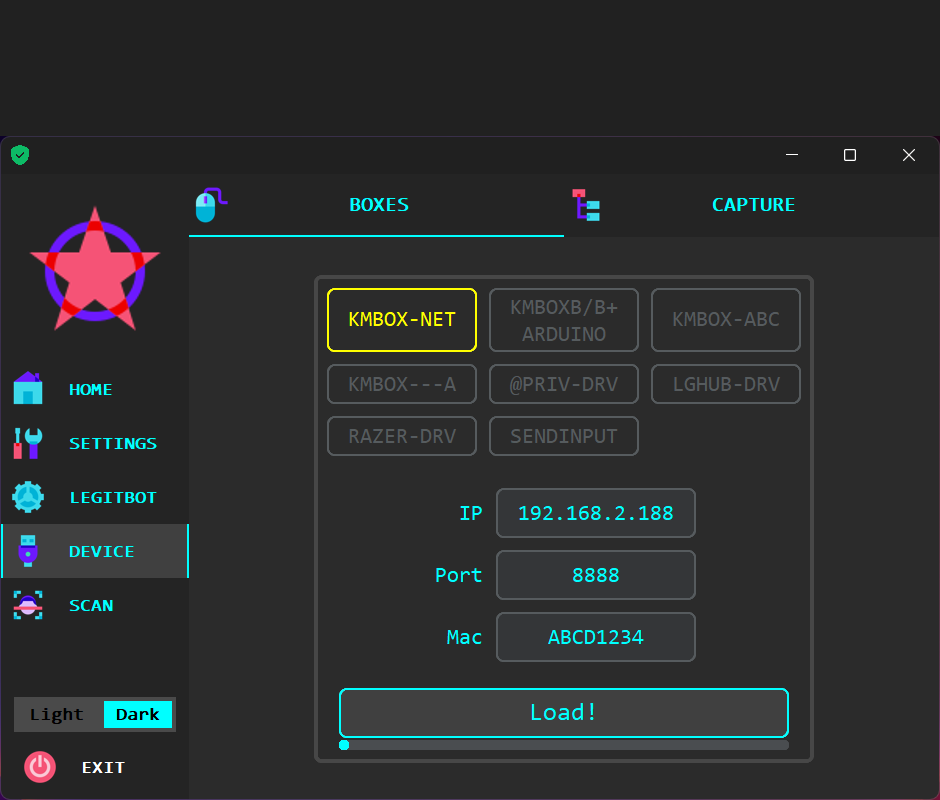 BOXES
CAPTURE
HOME
SETTINGS
LEGITBOT
DEVICE
SCAN
Light
Dark
EXIT
KMBOX-NET
KMBOXB/B+
ARDUINO
KMBOX-ABC
KMBOX---A
@PRIV-DRV
LGHUB-DRV
RAZER-DRV
SENDINPUT
IP
192.168.2.188
Port
8888
Mac
ABCD1234
Load!